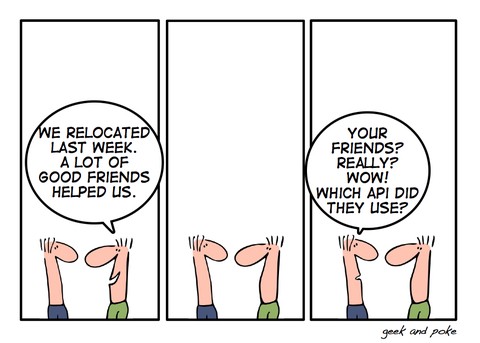 WE RELOCATED
LAST WEEK.
A LOT OF
GOOD FRIENDS
HELPED US.
YOUR
FRIENDS?
REALLY?
WOW!
WHICH API DID
THEY USE?
geek and poke